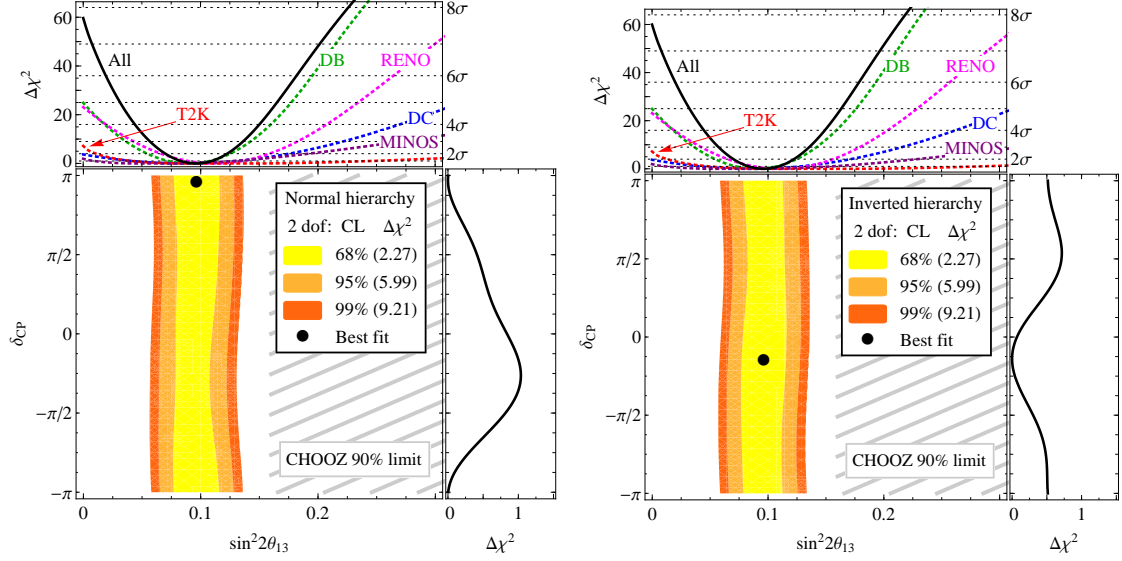 60
40
20
0
Δχ²
All
T2K
DB
RENO
DC
MINOS
8σ
6σ
4σ
2σ
π
π/2
0
−π/2
−π
δCP
Normal hierarchy
2 dof: CL Δχ²
68% (2.27)
95% (5.99)
99% (9.21)
Best fit
CHOOZ 90% limit
0
0.1
0.2
sin²2θ13
0
1
Δχ²
60
50
40
30
20
10
0
Δχ²
All
T2K
DB
RENO
DC
MINOS
8σ
6σ
4σ
2σ
π
π/2
0
−π/2
−π
δCP
Inverted hierarchy
2 dof: CL Δχ²
68% (2.27)
95% (5.99)
99% (9.21)
Best fit
CHOOZ 90% limit
0
0.1
0.2
sin²2θ13
0
1
Δχ²